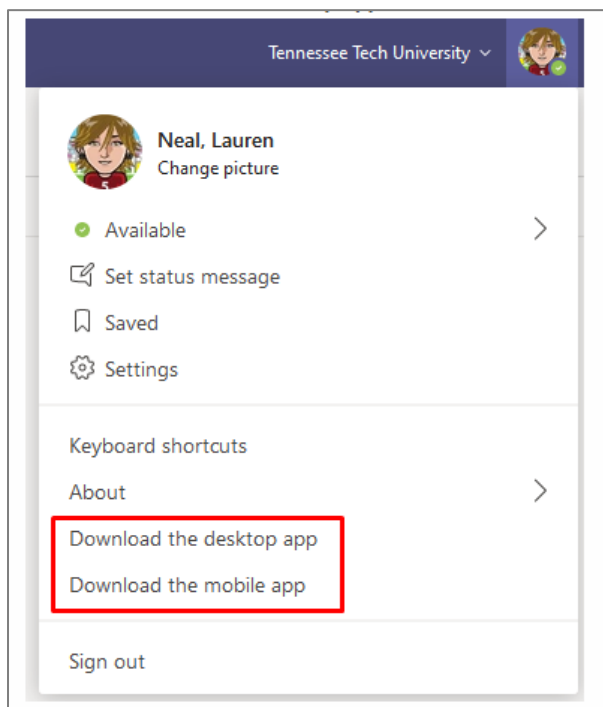 Tennessee Tech University
Neal, Lauren
Change picture
Available
Set status message
Saved
Settings
Keyboard shortcuts
About
Download the desktop app
Download the mobile app
Sign out